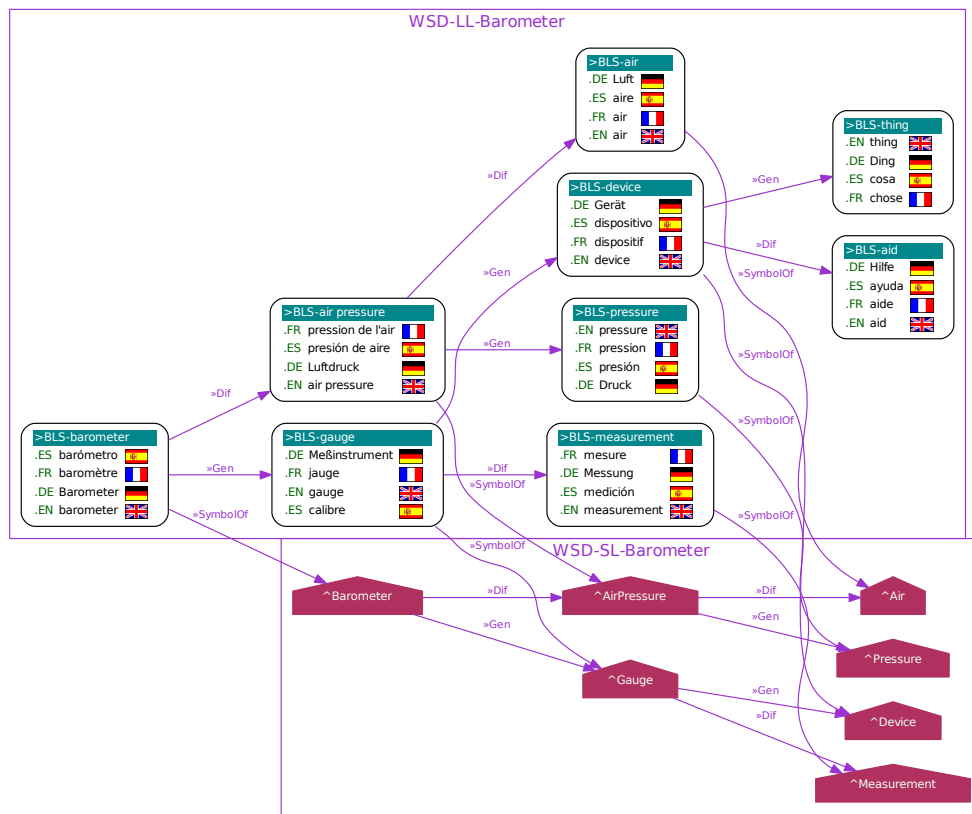 WSD-LL-Barometer
>BLS-air
.DE Luft
.ES aire
.FR air
.EN air
>BLS-thing
.EN thing
.DE Ding
.ES cosa
.FR chose
»Dif
>BLS-device
.DE Gerät
.ES dispositivo
.FR dispositif
.EN device
»Gen
»Dif
>BLS-aid
.DE Hilfe
.ES ayuda
.FR aide
.EN aid
»Gen
»SymbolOf
>BLS-air pressure
.FR pression de l'air
.ES presión de aire
.DE Luftdruck
.EN air pressure
»Gen
>BLS-pressure
.EN pressure
.FR pression
.ES presión
.DE Druck
»SymbolOf
»Dif
>BLS-barometer
.ES barómetro
.FR baromètre
.DE Barometer
.EN barometer
»Gen
>BLS-gauge
.DE Meßinstrument
.FR jauge
.EN gauge
.ES calibre
»Dif
»SymbolOf
>BLS-measurement
.FR mesure
.DE Messung
.ES medición
.EN measurement
»SymbolOf
»SymbolOf
»SymbolOf
»SymbolOf
WSD-SL-Barometer
^Barometer
»Dif
^AirPressure
»Dif
^Air
»Gen
»Gen
^Pressure
^Gauge
»Gen
^Device
»Dif
^Measurement